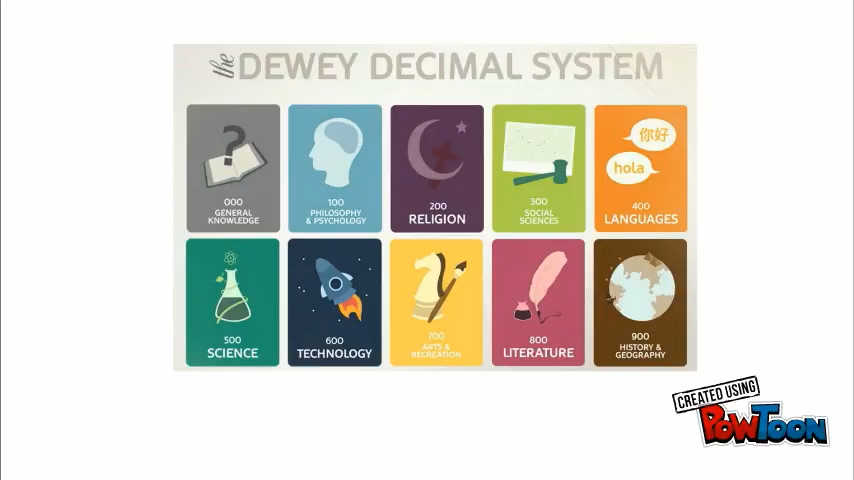 the DEWEY DECIMAL SYSTEM
000
GENERAL
KNOWLEDGE
100
PHILOSOPHY
& PSYCHOLOGY
200
RELIGION
300
SOCIAL
SCIENCES
你好
hola
400
LANGUAGES
500
SCIENCE
600
TECHNOLOGY
700
ARTS &
RECREATION
800
LITERATURE
900
HISTORY &
GEOGRAPHY
CREATED USING
POWTOON